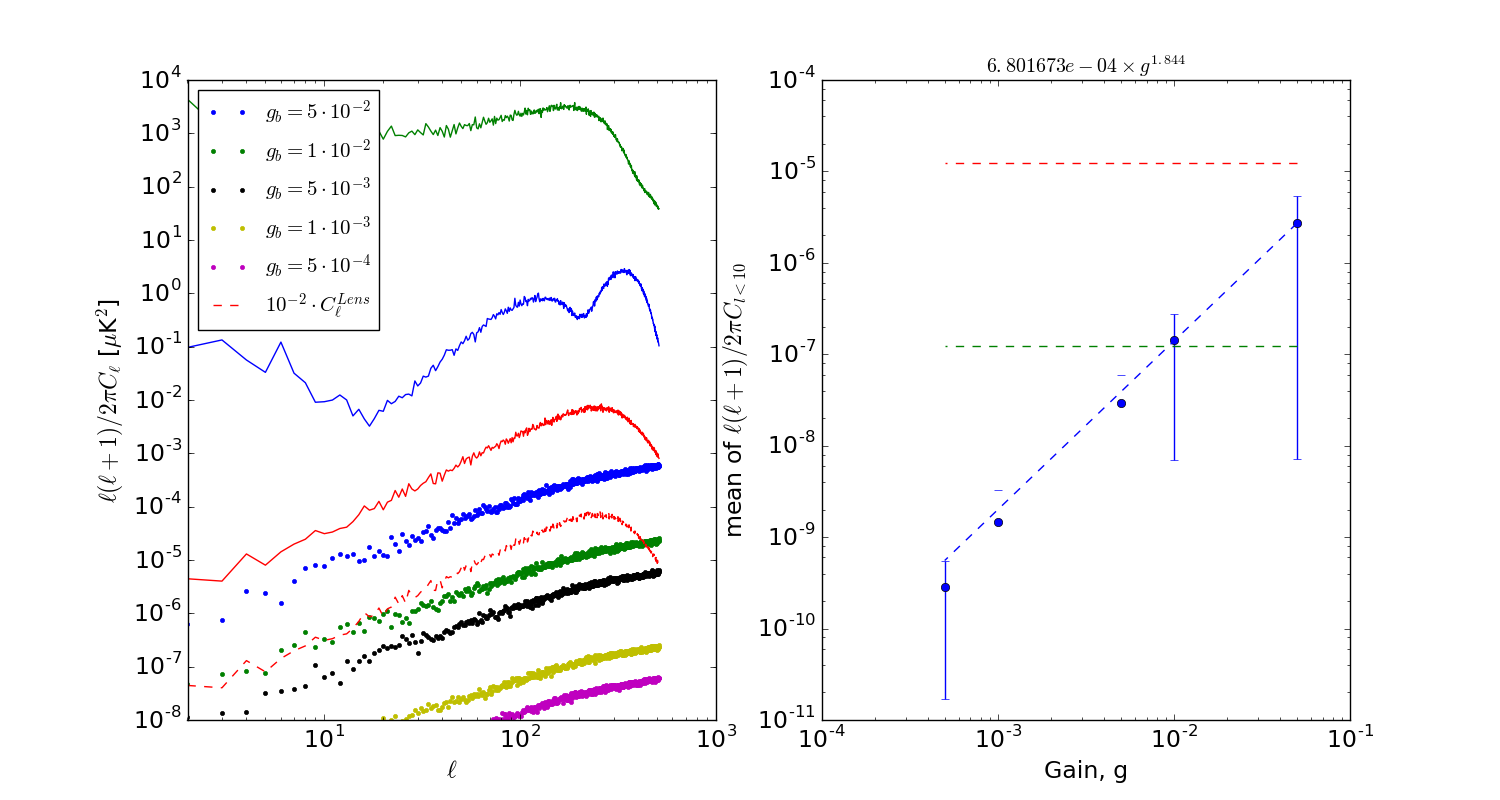 6.801673e − 04 × g^1.844
10^4
10^3
10^2
10^1
10^0
10^-1
10^-2
10^-3
10^-4
10^-5
10^-6
10^-7
10^-8
ℓ(ℓ+1)/2πC_ℓ [μK^2]
g_b = 5 · 10^−2
g_b = 1 · 10^−2
g_b = 5 · 10^−3
g_b = 1 · 10^−3
g_b = 5 · 10^−4
10^−2 · C_ℓ^Lens
10^1
10^2
10^3
ℓ
10^-4
10^-5
10^-6
10^-7
10^-8
10^-9
10^-10
10^-11
mean of ℓ(ℓ+1)/2πC_l<10
10^-4
10^-3
10^-2
10^-1
Gain, g